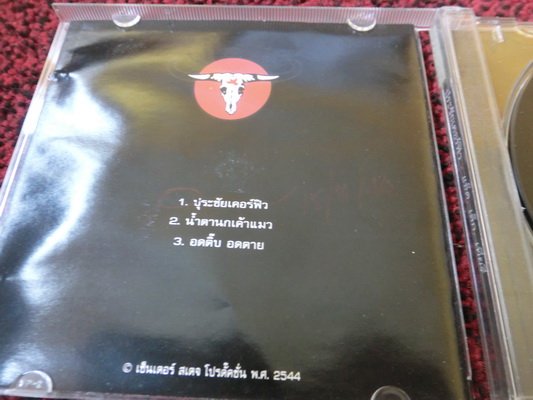 1. บุ่ระชัยเคอร์ฟิว
2. น้ำตานกเค้าแมว
3. อดตั๊บ อดตาย
© เซ็นเตอร์ สเตจ โปรดั๊คชั่น พ.ศ. 2544